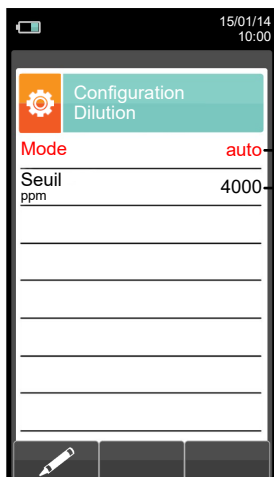 15/01/14
10:00
Configuration
Dilution
Mode auto
Seuil 4000
ppm